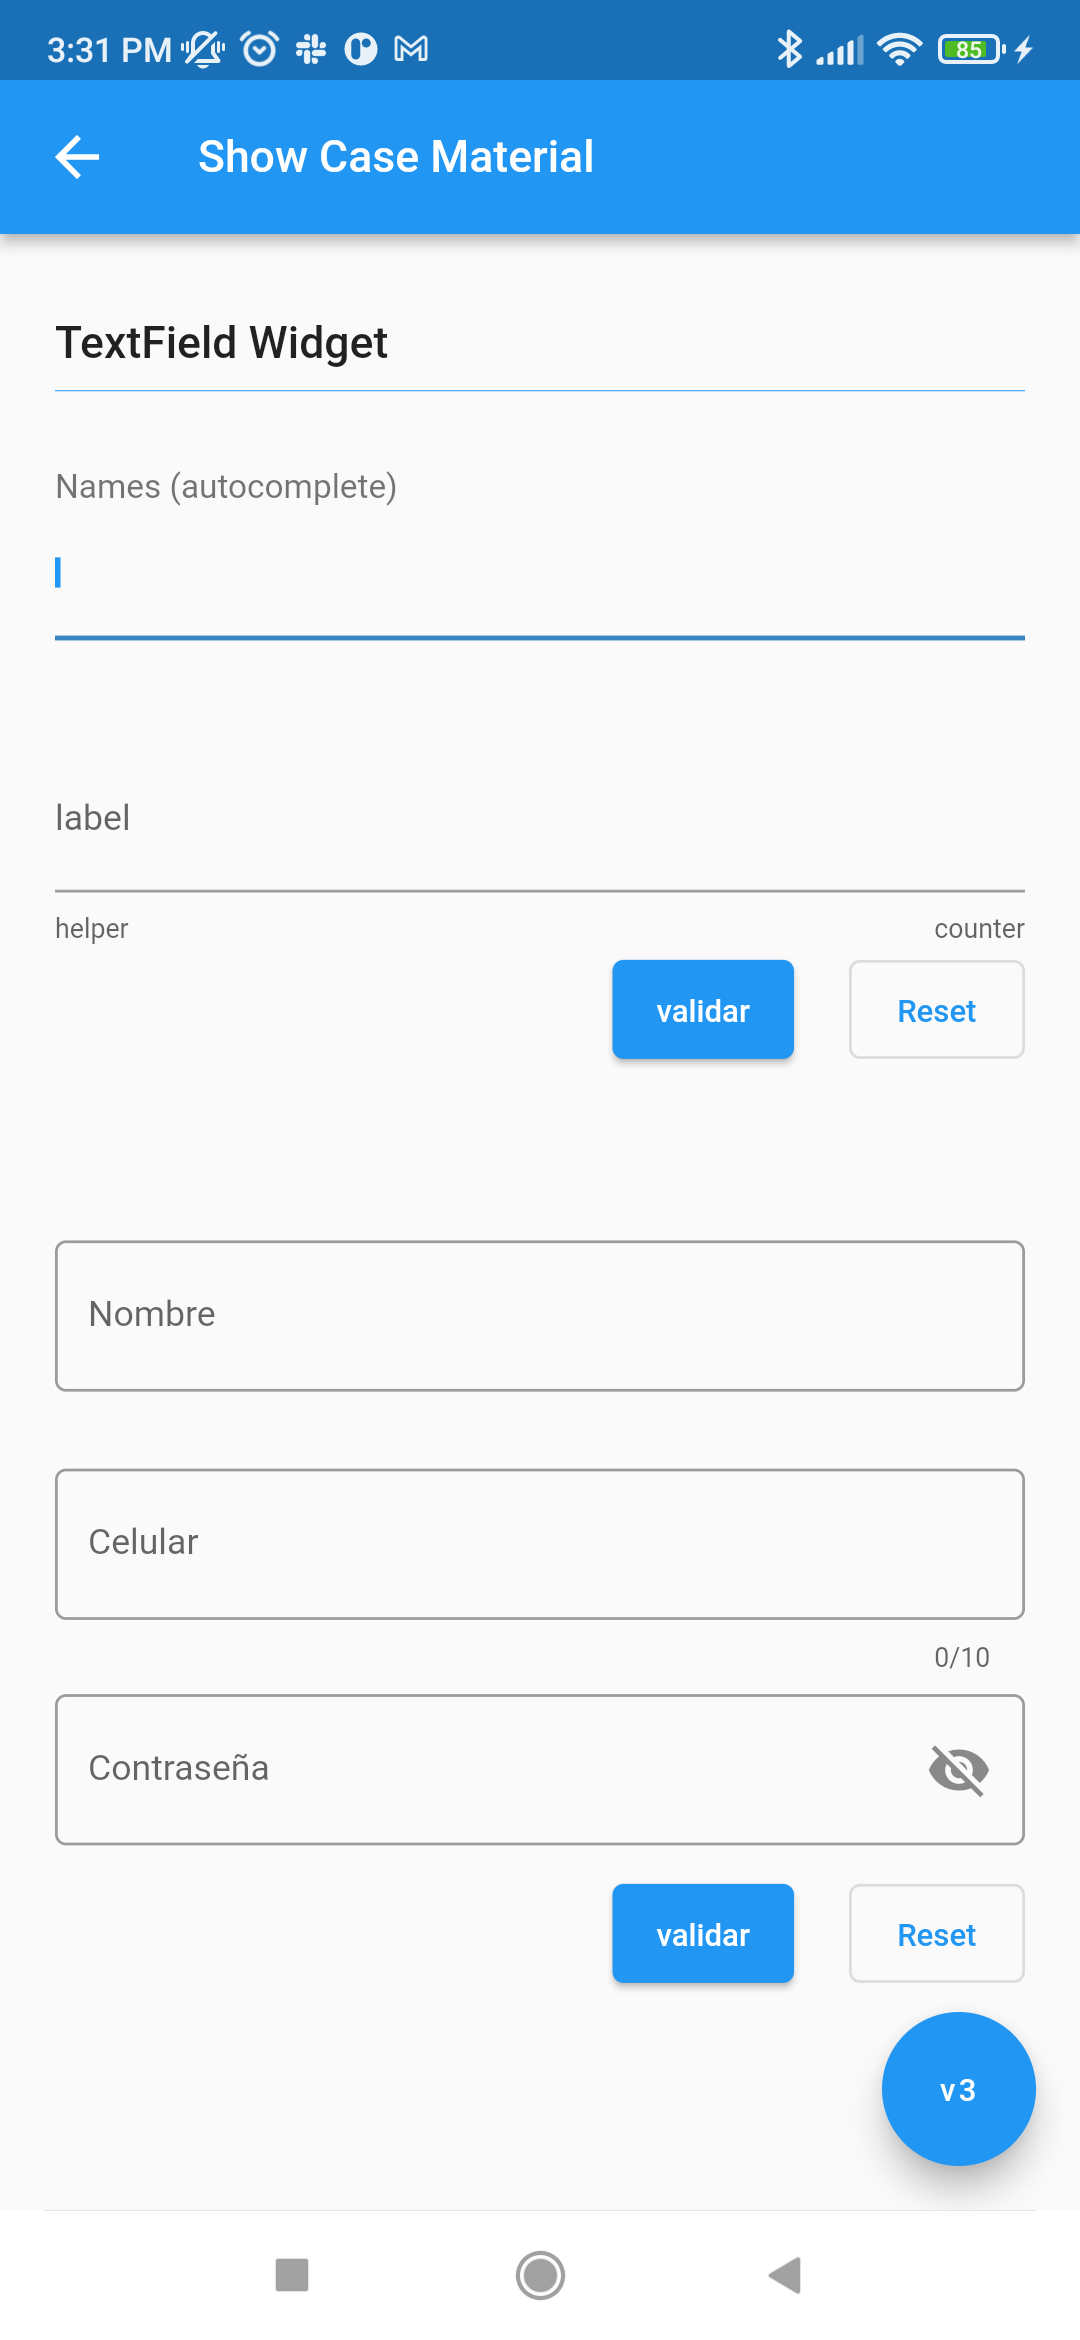 3:31 PM
85
Show Case Material
TextField Widget
Names (autocomplete)
label
helper counter
validar Reset
Nombre
Celular
0/10
Contraseña
validar Reset
v3